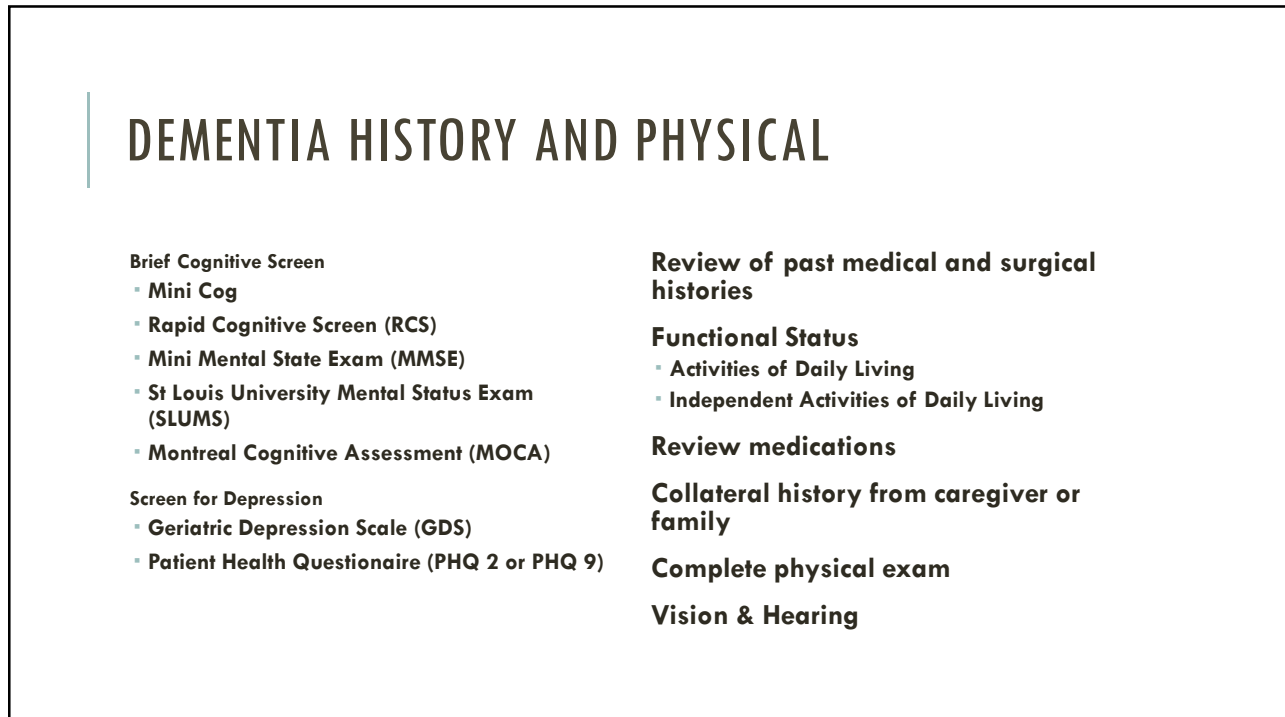 DEMENTIA HISTORY AND PHYSICAL
Brief Cognitive Screen
▪ Mini Cog
▪ Rapid Cognitive Screen (RCS)
▪ Mini Mental State Exam (MMSE)
▪ St Louis University Mental Status Exam
(SLUMS)
▪ Montreal Cognitive Assessment (MOCA)
Screen for Depression
▪ Geriatric Depression Scale (GDS)
▪ Patient Health Questionaire (PHQ 2 or PHQ 9)
Review of past medical and surgical
histories
Functional Status
▪ Activities of Daily Living
▪ Independent Activities of Daily Living
Review medications
Collateral history from caregiver or
family
Complete physical exam
Vision & Hearing